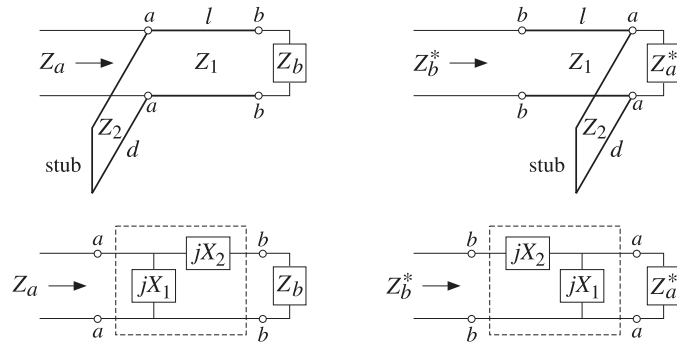 a l b
Z_a Z_1 Z_b
a b
Z_2
stub d
b l a
Z_b^* Z_1 Z_a^*
b a
Z_2
stub d
a b
jX_2
Z_a jX_1 Z_b
a b
b a
jX_2
Z_b^* jX_1 Z_a^*
b a